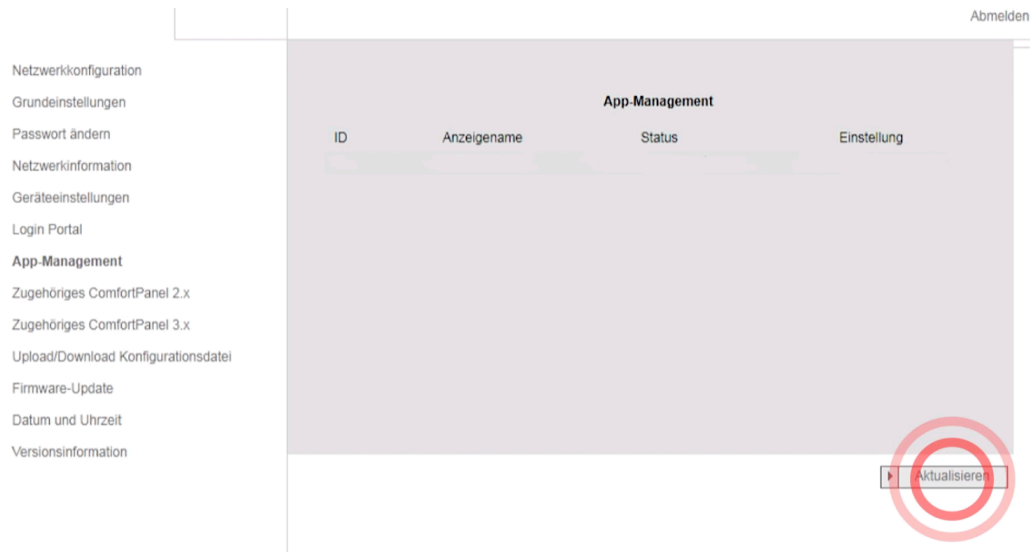 Abmelden
Netzwerkkonfiguration
Grundeinstellungen
Passwort ändern
Netzwerkinformation
Geräteeinstellungen
Login Portal
App-Management
Zugehöriges ComfortPanel 2.x
Zugehöriges ComfortPanel 3.x
Upload/Download Konfigurationsdatei
Firmware-Update
Datum und Uhrzeit
Versionsinformation
App-Management
ID Anzeigename Status Einstellung
Aktualisieren